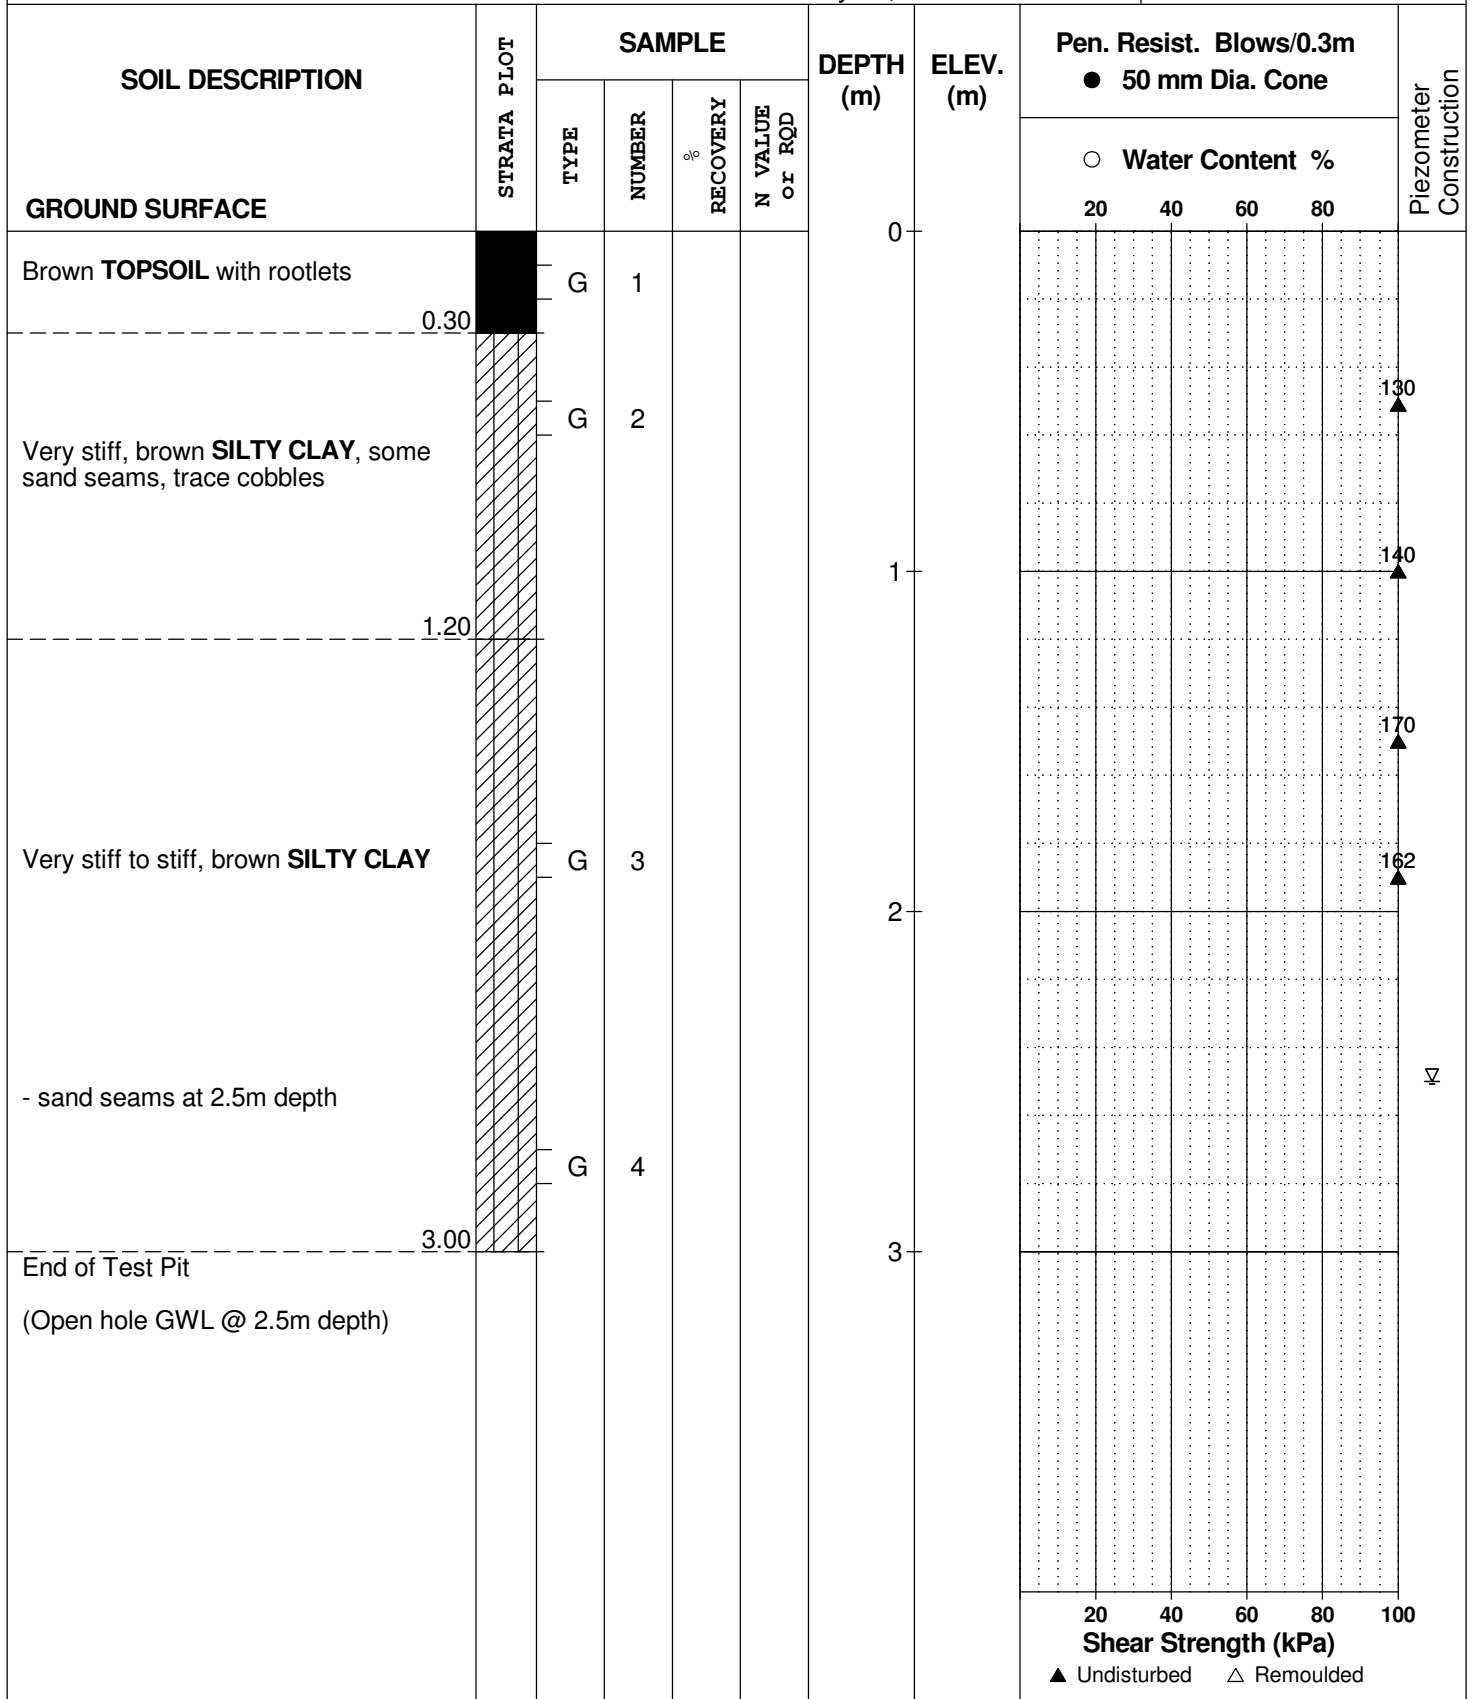 SOIL DESCRIPTION
GROUND SURFACE
STRATA PLOT
SAMPLE
TYPE
NUMBER
%
RECOVERY
N VALUE
or RQD
DEPTH
(m)
ELEV.
(m)
Pen. Resist. Blows/0.3m
● 50 mm Dia. Cone
○ Water Content %
20 40 60 80
Piezometer
Construction
0
Brown TOPSOIL with rootlets
G 1
0.30
130
G 2
Very stiff, brown SILTY CLAY, some
sand seams, trace cobbles
140
1
1.20
170
Very stiff to stiff, brown SILTY CLAY
G 3
162
2
- sand seams at 2.5m depth
G 4
3.00
3
End of Test Pit
(Open hole GWL @ 2.5m depth)
20 40 60 80 100
Shear Strength (kPa)
▲ Undisturbed △ Remoulded